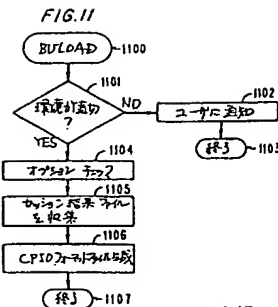 FIG.11
BULOAD
1100
1101
環境が適切
?
NO
YES
1102
ユーザに通知
終了
1103
1104
オプションチェック
1105
セッション結果ファイル
を収集
1106
CPIOフォーマットファイル生成
終了
1107